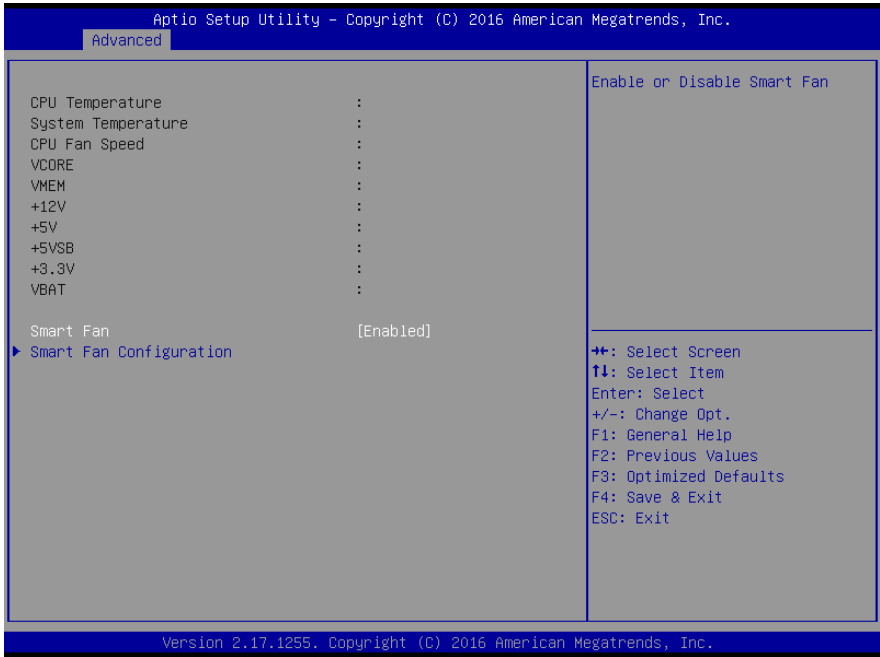 Aptio Setup Utility – Copyright (C) 2016 American Megatrends, Inc.
Advanced
CPU Temperature :
System Temperature :
CPU Fan Speed :
VCORE :
VMEM :
+12V :
+5V :
+5VSB :
+3.3V :
VBAT :
Smart Fan [Enabled]
Smart Fan Configuration
Enable or Disable Smart Fan
→←: Select Screen
↑↓: Select Item
Enter: Select
+/-: Change Opt.
F1: General Help
F2: Previous Values
F3: Optimized Defaults
F4: Save & Exit
ESC: Exit
Version 2.17.1255. Copyright (C) 2016 American Megatrends, Inc.